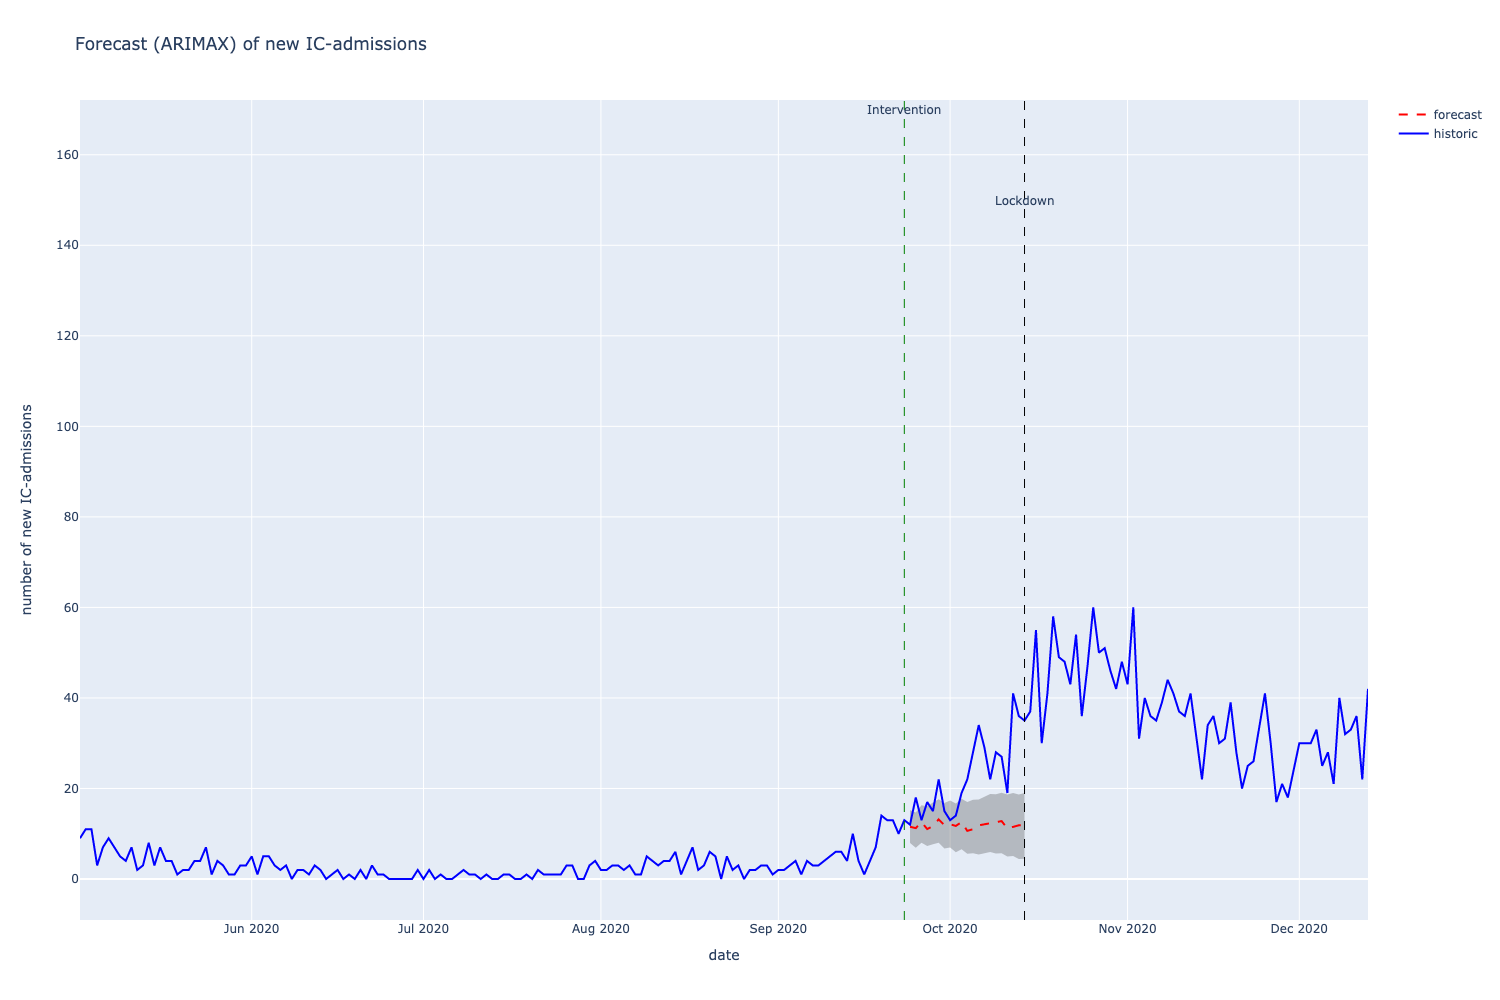 Forecast (ARIMAX) of new IC-admissions
Intervention
Lockdown
forecast
historic
160
140
120
100
80
60
40
20
0
number of new IC-admissions
Jun 2020
Jul 2020
Aug 2020
Sep 2020
Oct 2020
Nov 2020
Dec 2020
date